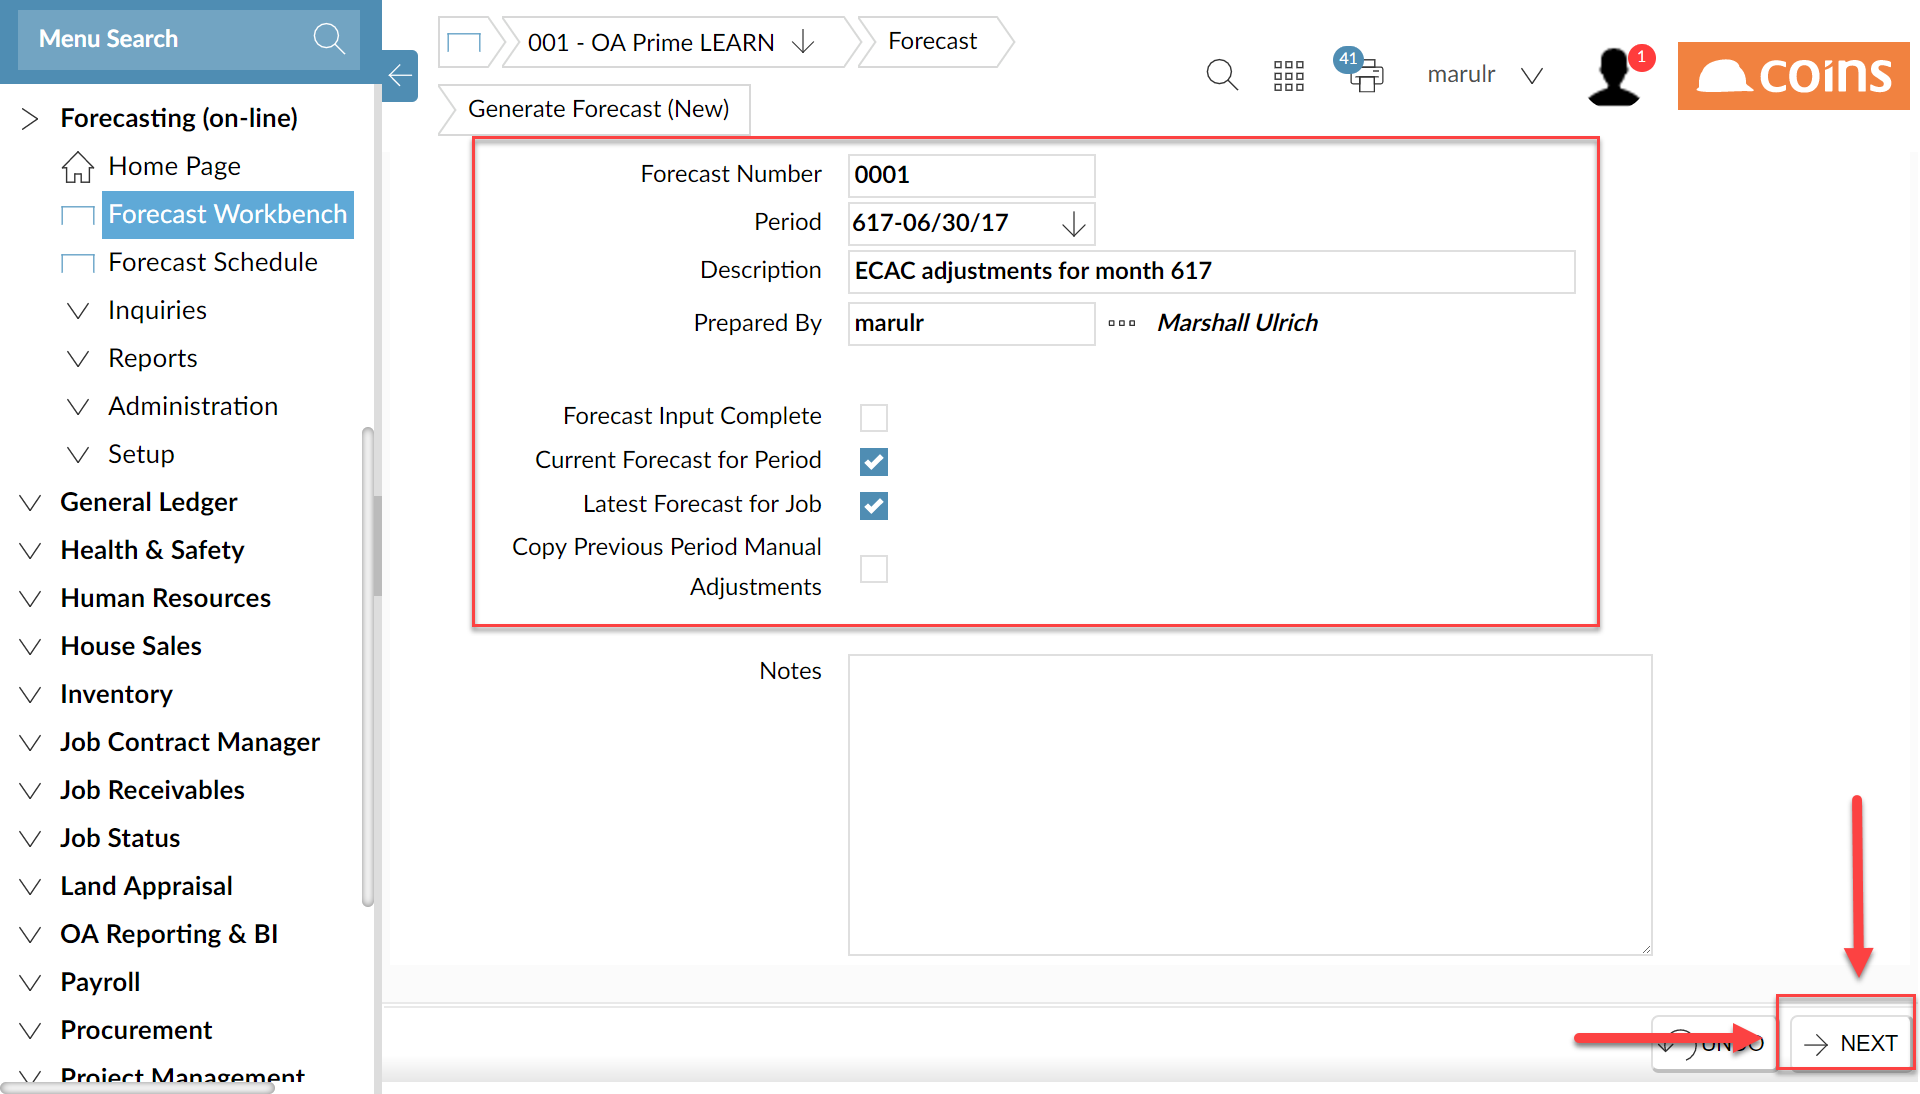 Menu Search
Forecasting (on-line)
Home Page
Forecast Workbench
Forecast Schedule
Inquiries
Reports
Administration
Setup
General Ledger
Health & Safety
Human Resources
House Sales
Inventory
Job Contract Manager
Job Receivables
Job Status
Land Appraisal
OA Reporting & BI
Payroll
Procurement
Project Management
001 - OA Prime LEARN
Forecast
Generate Forecast (New)
41
marulr
1
coins
Forecast Number 0001
Period 617-06/30/17
Description ECAC adjustments for month 617
Prepared By marulr Marshall Ulrich
Forecast Input Complete
Current Forecast for Period
Latest Forecast for Job
Copy Previous Period Manual
Adjustments
Notes
UNDO
NEXT